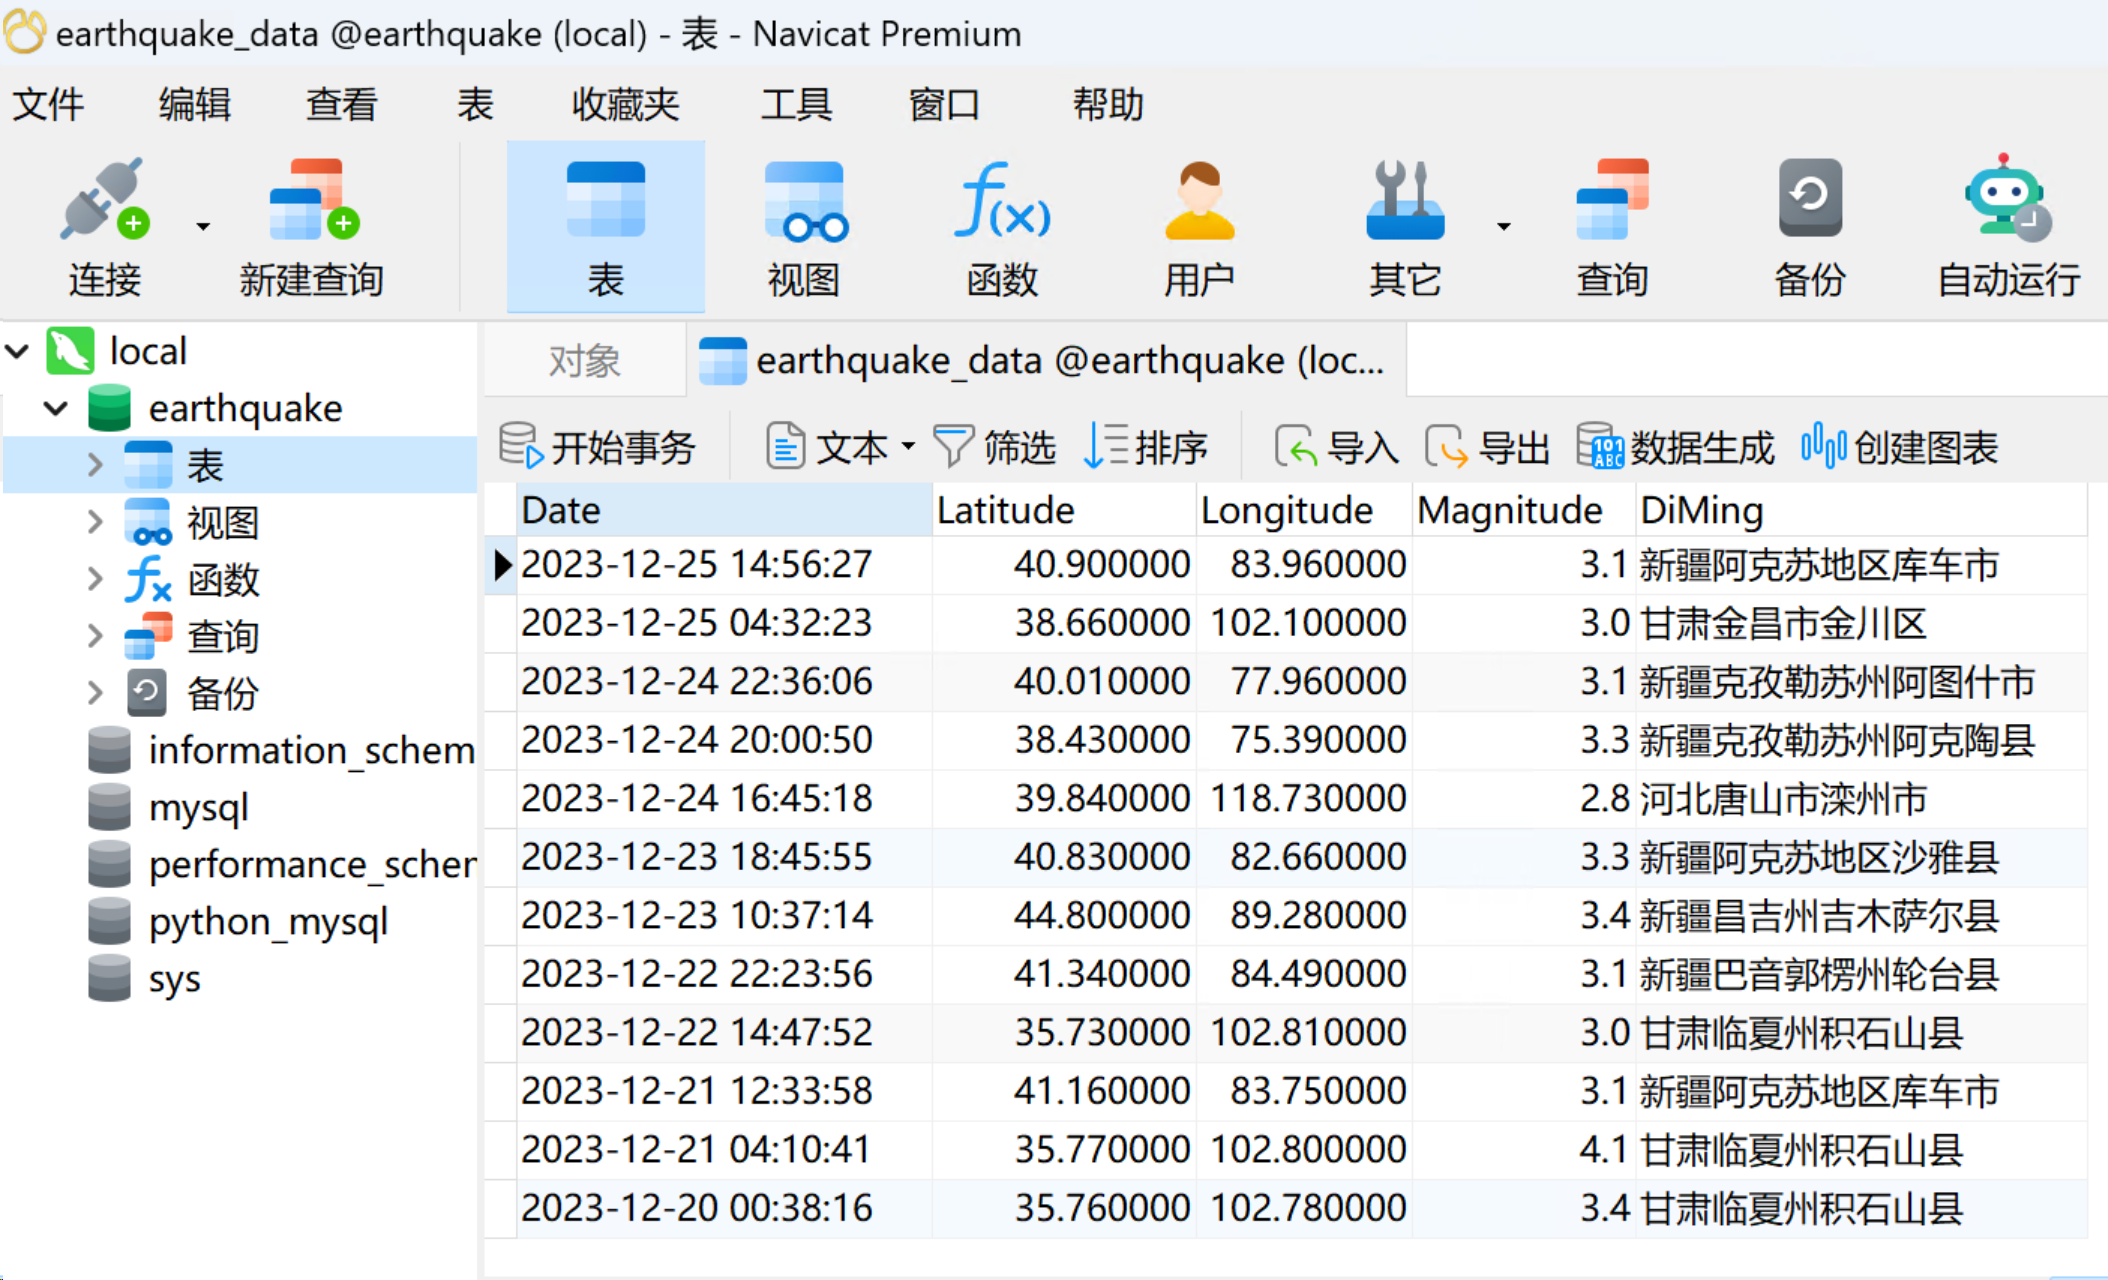 earthquake_data @earthquake (local) - 表 - Navicat Premium
文件 编辑 查看 表 收藏夹 工具 窗口 帮助
连接 新建查询 表 视图 函数 用户 其它 查询 备份 自动运行
local
earthquake
表
视图
函数
查询
备份
information_schem
mysql
performance_scher
python_mysql
sys
对象 earthquake_data @earthquake (loc...
开始事务 文本 筛选 排序 导入 导出 数据生成 创建图表
Date Latitude Longitude Magnitude DiMing
2023-12-25 14:56:27 40.900000 83.960000 3.1 新疆阿克苏地区库车市
2023-12-25 04:32:23 38.660000 102.100000 3.0 甘肃金昌市金川区
2023-12-24 22:36:06 40.010000 77.960000 3.1 新疆克孜勒苏州阿图什市
2023-12-24 20:00:50 38.430000 75.390000 3.3 新疆克孜勒苏州阿克陶县
2023-12-24 16:45:18 39.840000 118.730000 2.8 河北唐山市滦州市
2023-12-23 18:45:55 40.830000 82.660000 3.3 新疆阿克苏地区沙雅县
2023-12-23 10:37:14 44.800000 89.280000 3.4 新疆昌吉州吉木萨尔县
2023-12-22 22:23:56 41.340000 84.490000 3.1 新疆巴音郭楞州轮台县
2023-12-22 14:47:52 35.730000 102.810000 3.0 甘肃临夏州积石山县
2023-12-21 12:33:58 41.160000 83.750000 3.1 新疆阿克苏地区库车市
2023-12-21 04:10:41 35.770000 102.800000 4.1 甘肃临夏州积石山县
2023-12-20 00:38:16 35.760000 102.780000 3.4 甘肃临夏州积石山县